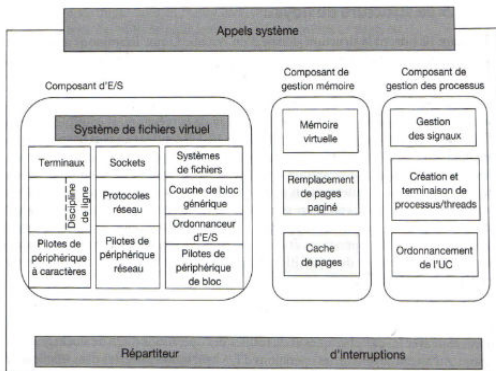 Appels système
Composant d'E/S
Système de fichiers virtuel
Terminaux
Discipline
de ligne
Pilotes de
périphérique
à caractères
Sockets
Protocoles
réseau
Pilotes de
périphérique
réseau
Systèmes
de fichiers
Couche de bloc
générique
Ordonnanceur
d'E/S
Pilotes de
périphérique
de bloc
Composant de
gestion mémoire
Mémoire
virtuelle
Remplacement
de pages
paginé
Cache
de pages
Composant de
gestion des processus
Gestion
des signaux
Création et
terminaison de
processus/threads
Ordonnancement
de l'UC
Répartiteur d'interruptions